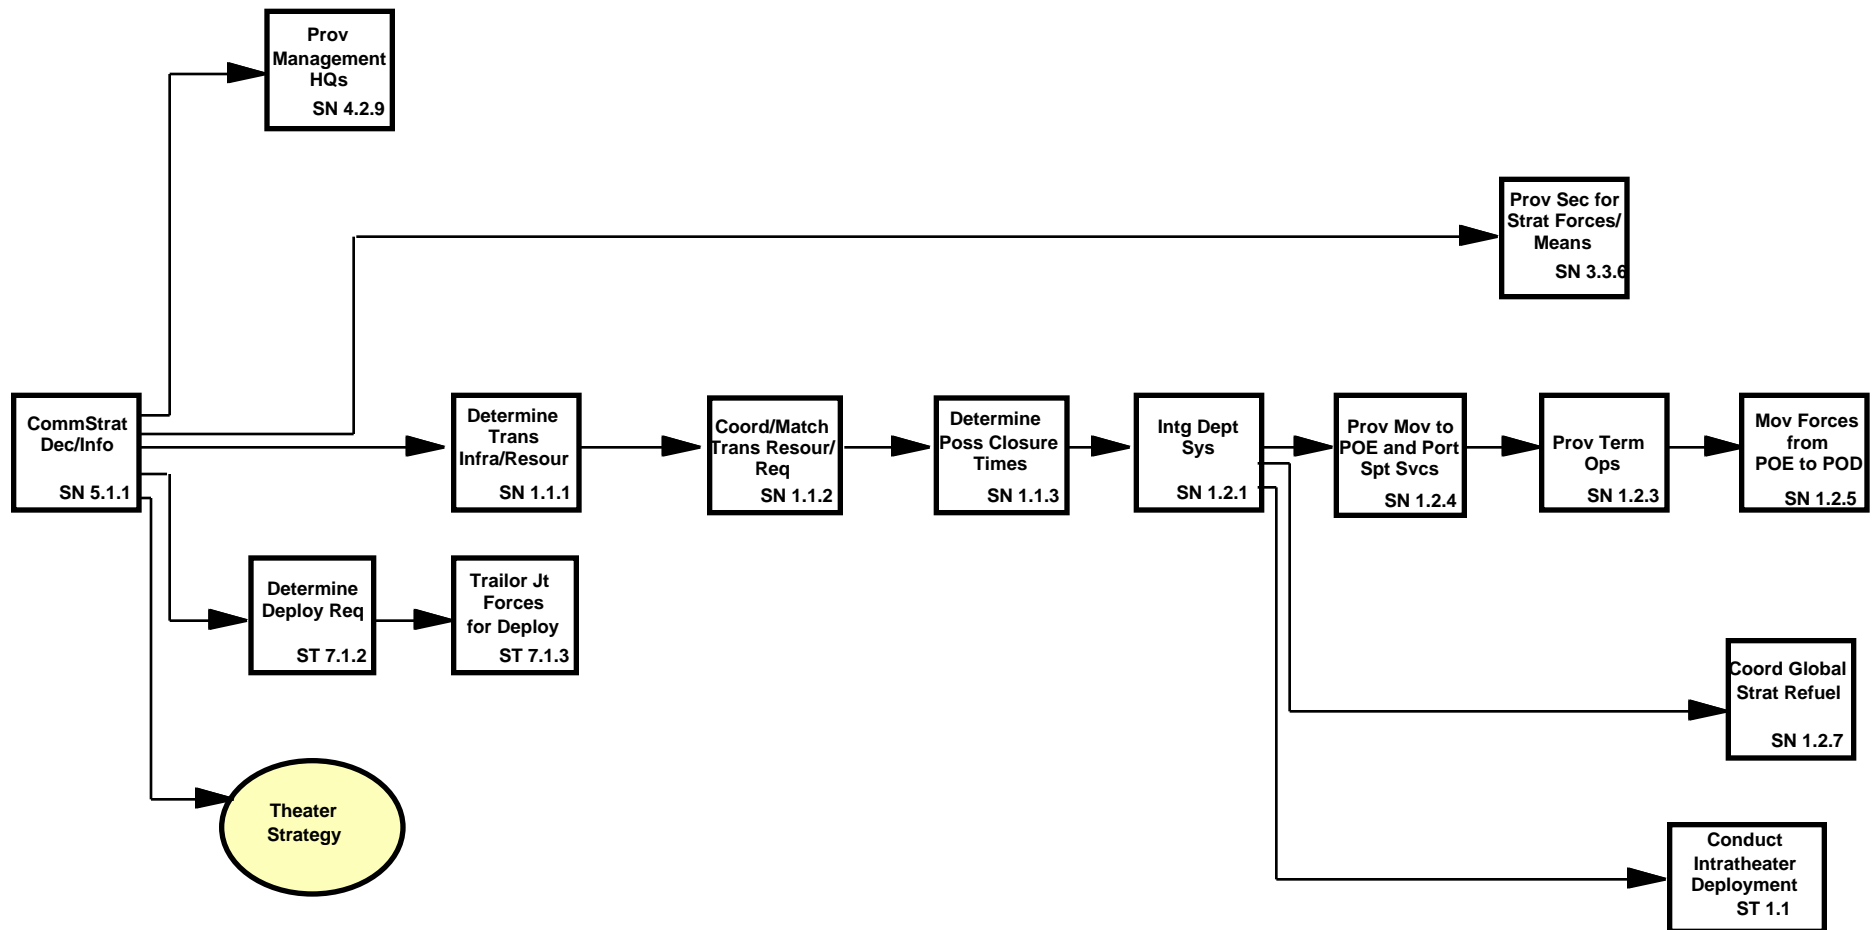 Prov
Management
HQs
SN 4.2.9
Prov Sec for
Strat Forces/
Means
SN 3.3.6
CommStrat
Dec/Info
SN 5.1.1
Determine
Trans
Infra/Resour
SN 1.1.1
Coord/Match
Trans Resour/
Req
SN 1.1.2
Determine
Poss Closure
Times
SN 1.1.3
Intg Dept
Sys
SN 1.2.1
Prov Mov to
POE and Port
Spt Svcs
SN 1.2.4
Prov Term
Ops
SN 1.2.3
Mov Forces
from
POE to POD
SN 1.2.5
Determine
Deploy Req
ST 7.1.2
Trailor Jt
Forces
for Deploy
ST 7.1.3
Coord Global
Strat Refuel
SN 1.2.7
Theater
Strategy
Conduct
Intratheater
Deployment
ST 1.1